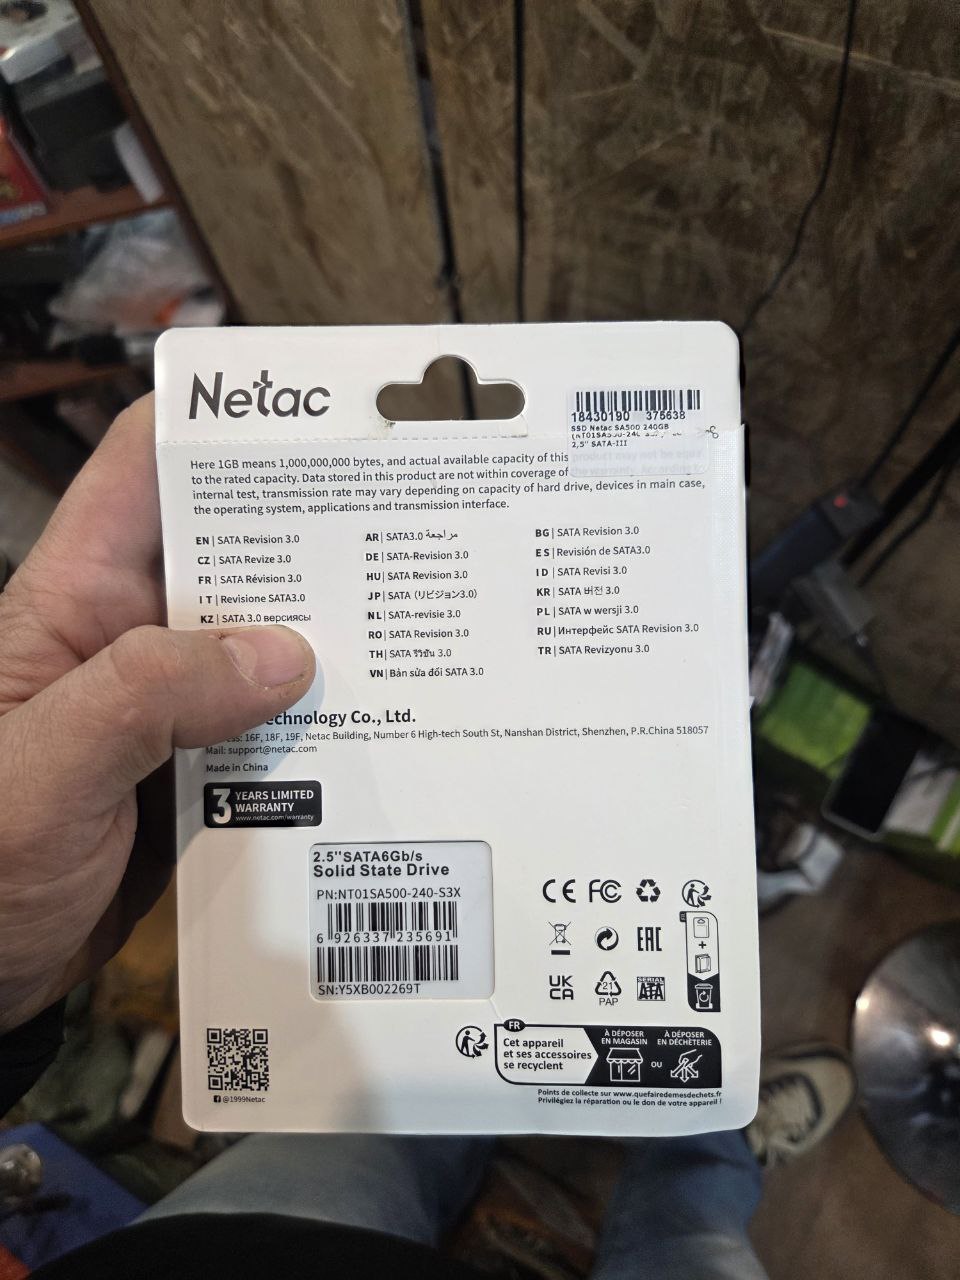 Netac
18430190 375638
SSD Netac SA500 240GB
2,5" SATA-III
Here 1GB means 1,000,000,000 bytes, and actual available capacity of this product may not be equal
to the rated capacity. Data stored in this product are not within coverage of the warranty. According to
internal test, transmission rate may vary depending on capacity of hard drive, devices in main case,
the operating system, applications and transmission interface.
EN | SATA Revision 3.0
CZ | SATA Revize 3.0
FR | SATA Révision 3.0
IT | Revisione SATA3.0
KZ | SATA 3.0 версиясы
AR | SATA3.0 مراجعة
DE | SATA-Revision 3.0
HU | SATA Revision 3.0
JP | SATA (リビジョン3.0)
NL | SATA-revisie 3.0
RO | SATA Revision 3.0
TH | SATA รีวิชัน 3.0
VN | Bản sửa đổi SATA 3.0
BG | SATA Revision 3.0
ES | Revisión de SATA3.0
ID | SATA Revisi 3.0
KR | SATA 버전 3.0
PL | SATA w wersji 3.0
RU | Интерфейс SATA Revision 3.0
TR | SATA Revizyonu 3.0
Co., Ltd.
16F, 18F, 19F, Netac Building, Number 6 High-tech South St, Nanshan District, Shenzhen, P.R.China 518057
Mail: support@netac.com
Made in China
3 YEARS LIMITED
WARRANTY
www.netac.com/warranty
2.5"SATA6Gb/s
Solid State Drive
PN:NT01SA500-240-S3X
6 926337 235691
SN:Y5XB002269T
CE FC
EAC
UK
CA
21
PAP
SERIAL
ATA
FR
Cet appareil
et ses accessoires
se recyclent
À DÉPOSER
EN MAGASIN
OU
À DÉPOSER
EN DÉCHÈTERIE
Points de collecte sur www.quefairedemesdechets.fr
Privilégiez la réparation ou le don de votre appareil !
@1999Netac